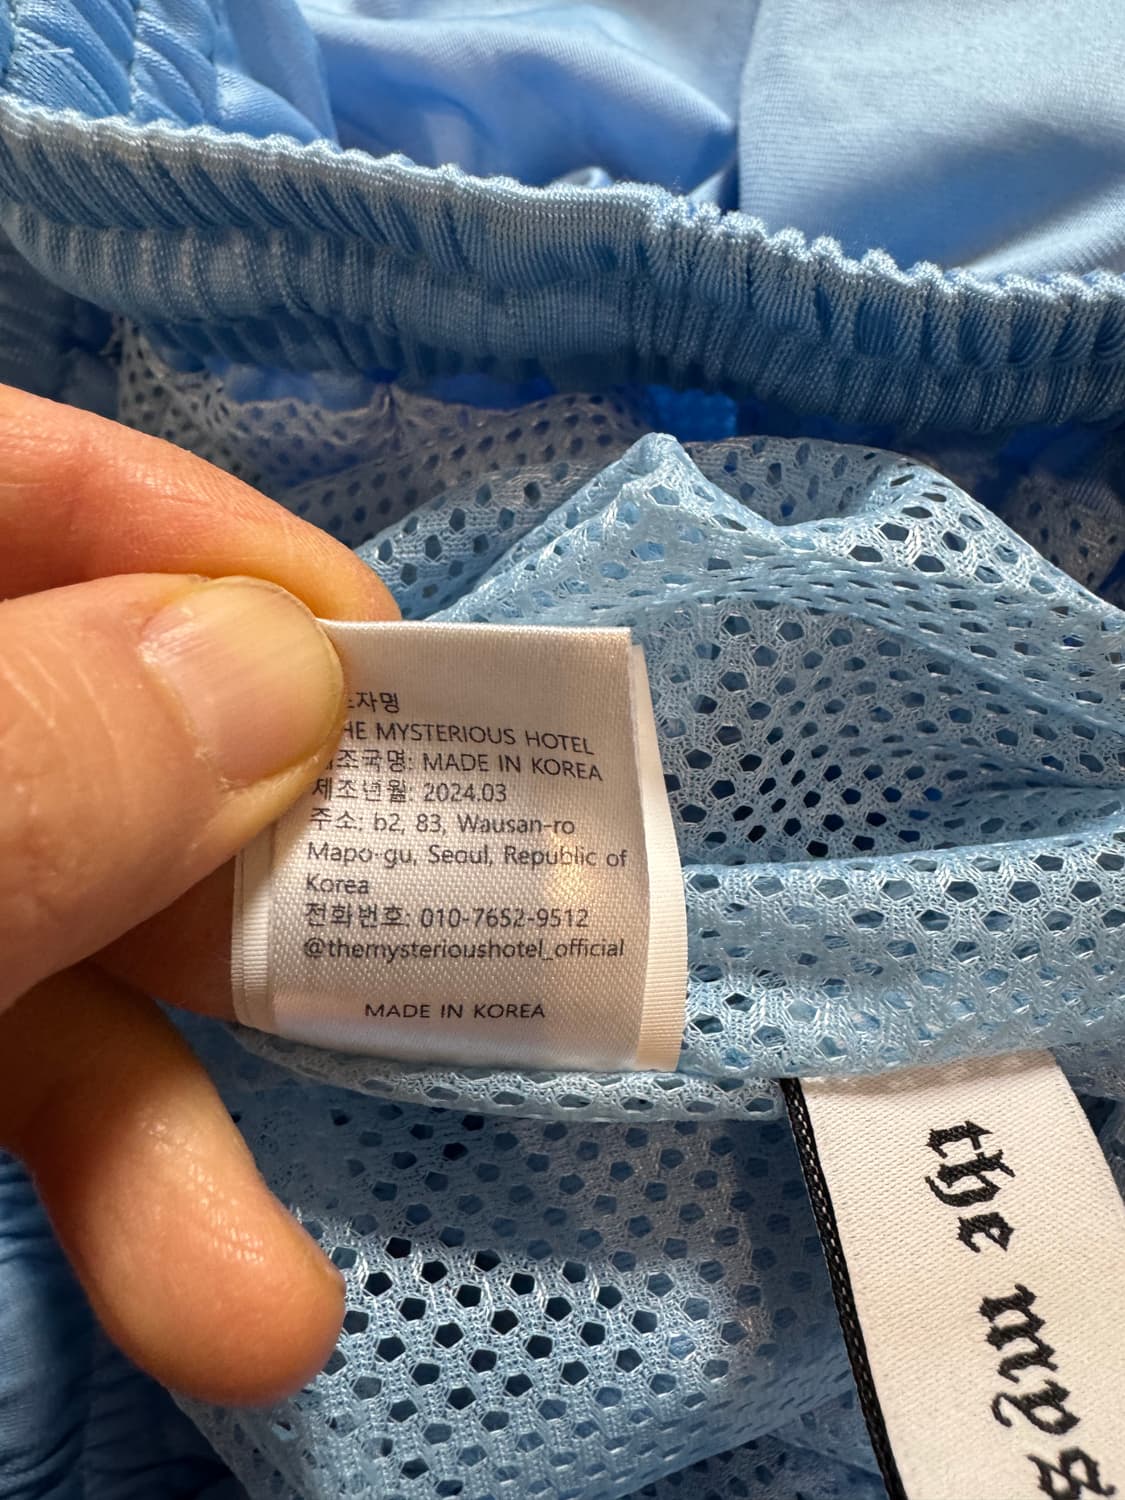 자명
HE MYSTERIOUS HOTEL
조국명: MADE IN KOREA
제조년월: 2024.03
주소: b2, 83, Wausan-ro
Mapo-gu, Seoul, Republic of
Korea
전화번호: 010-7652-9512
@themysterioushotel_official
MADE IN KOREA
the